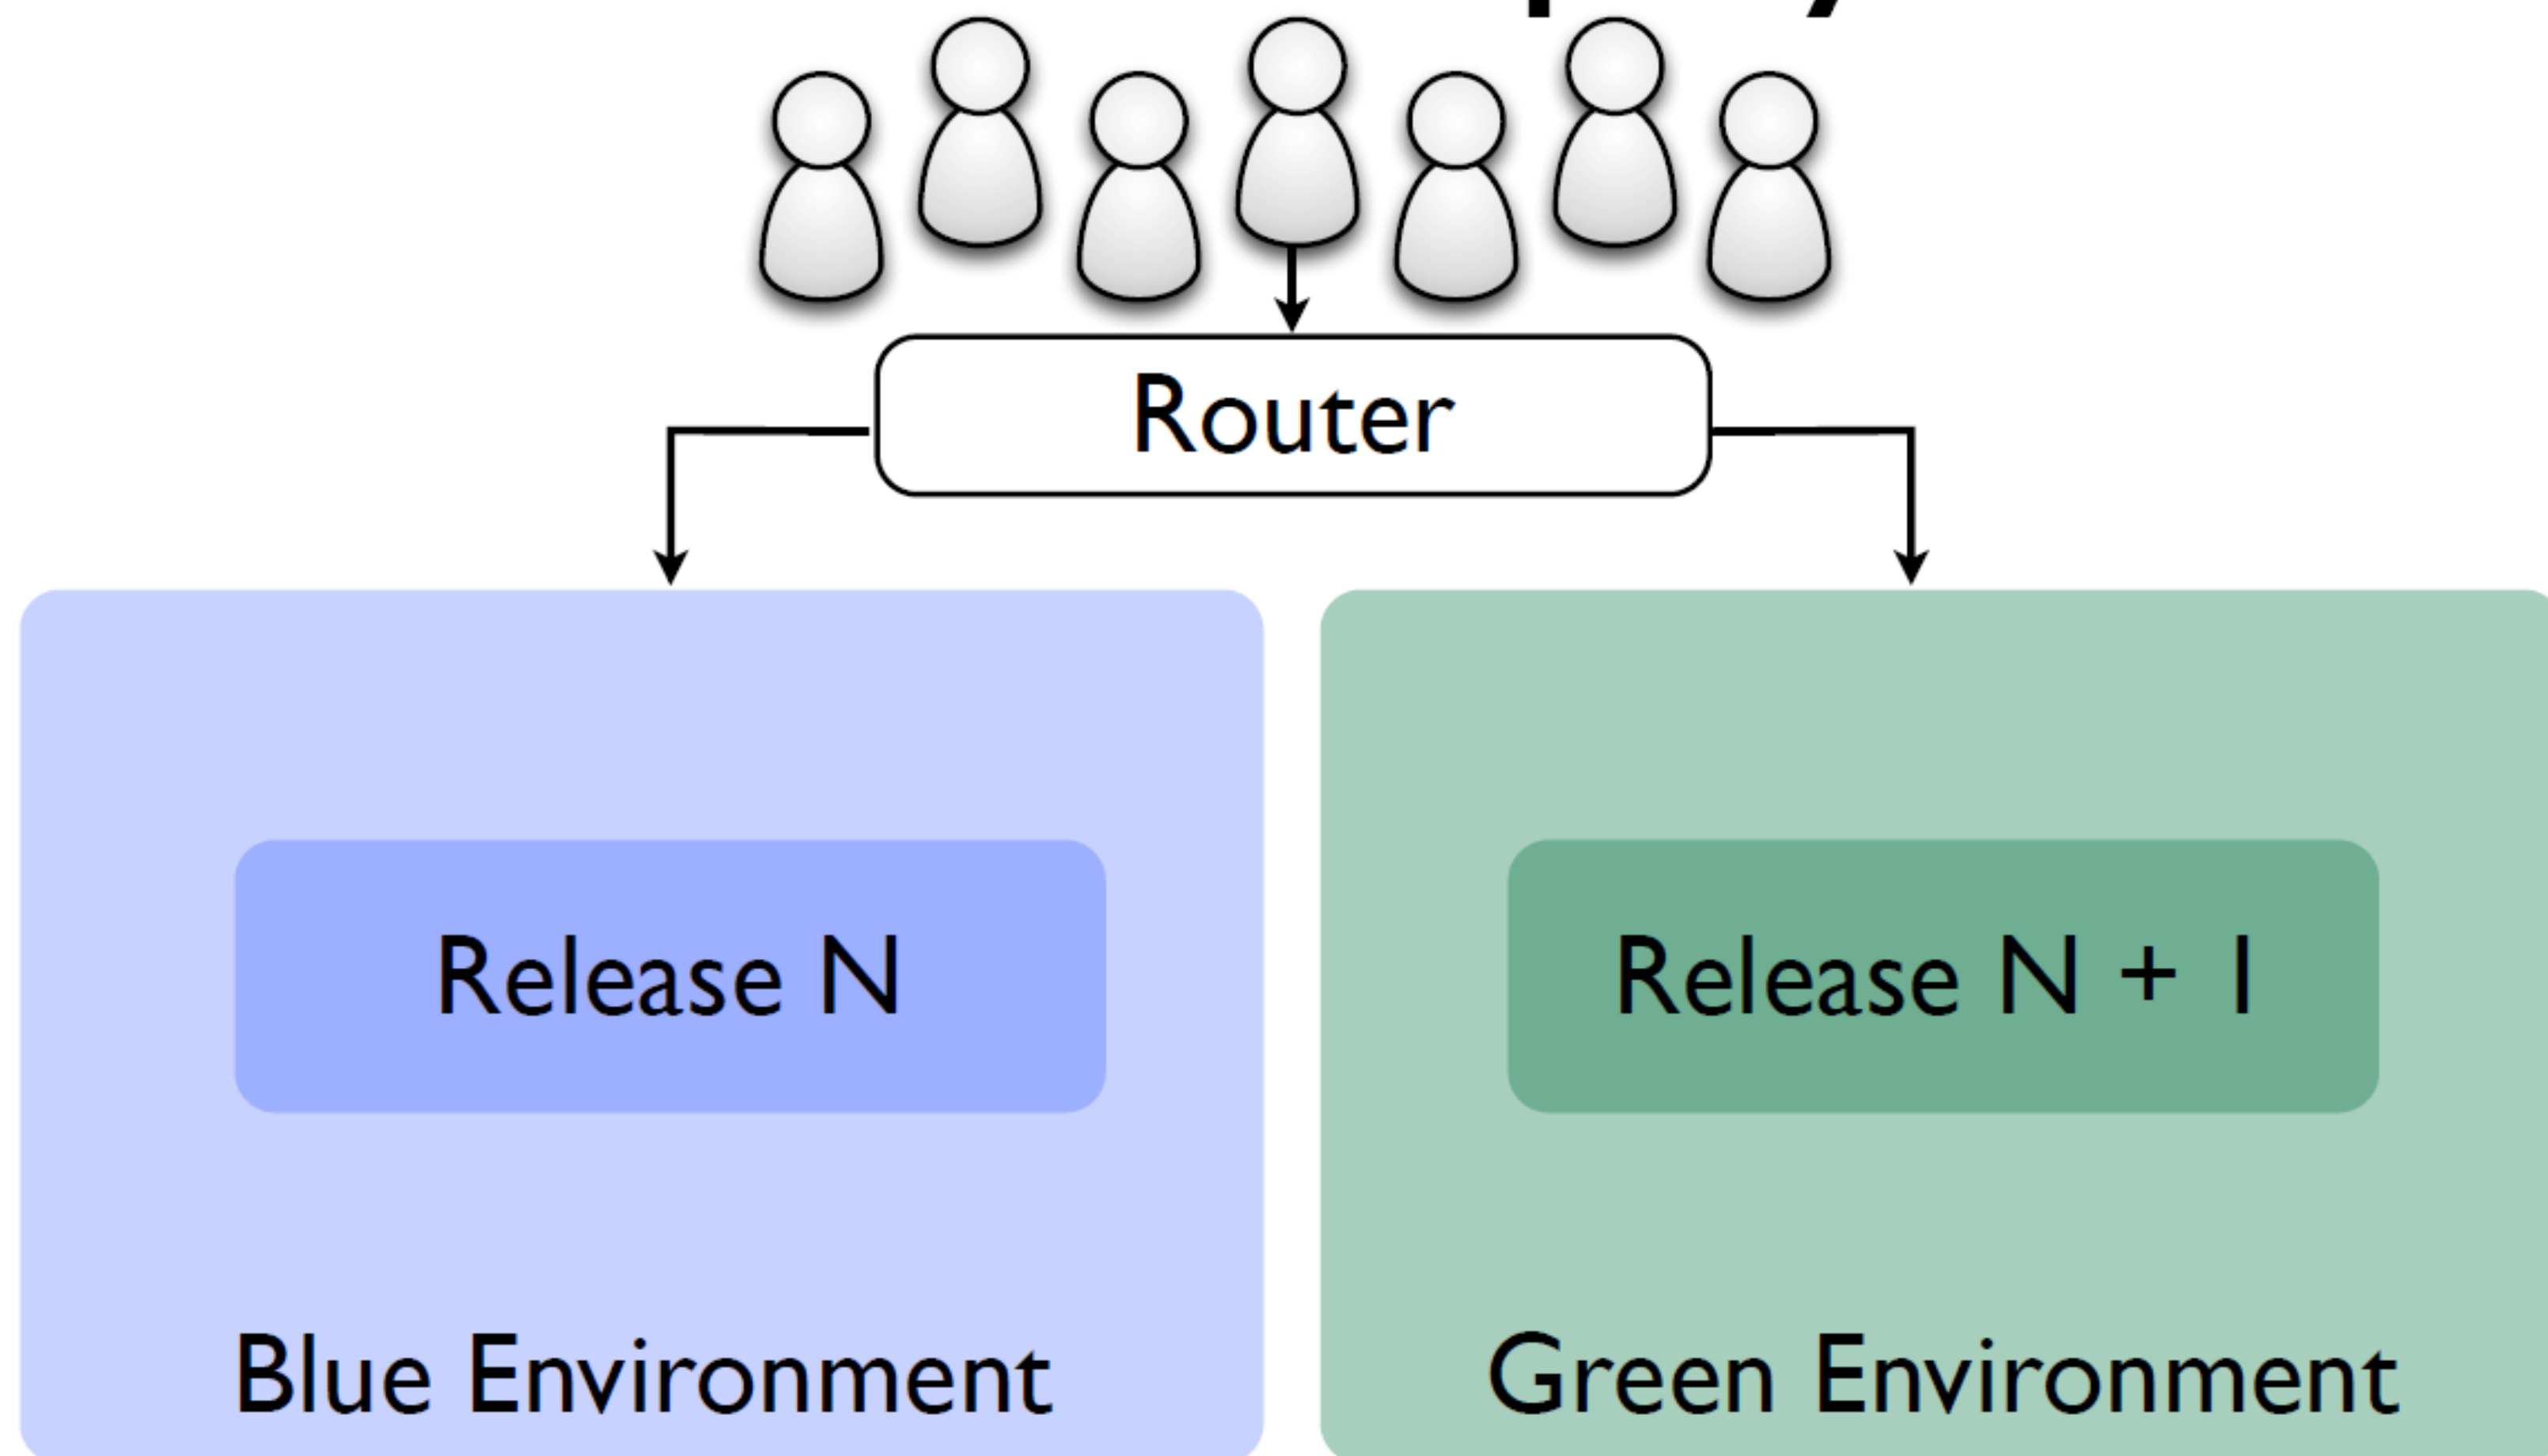 Router
Release N
Release N + 1
Blue Environment
Green Environment